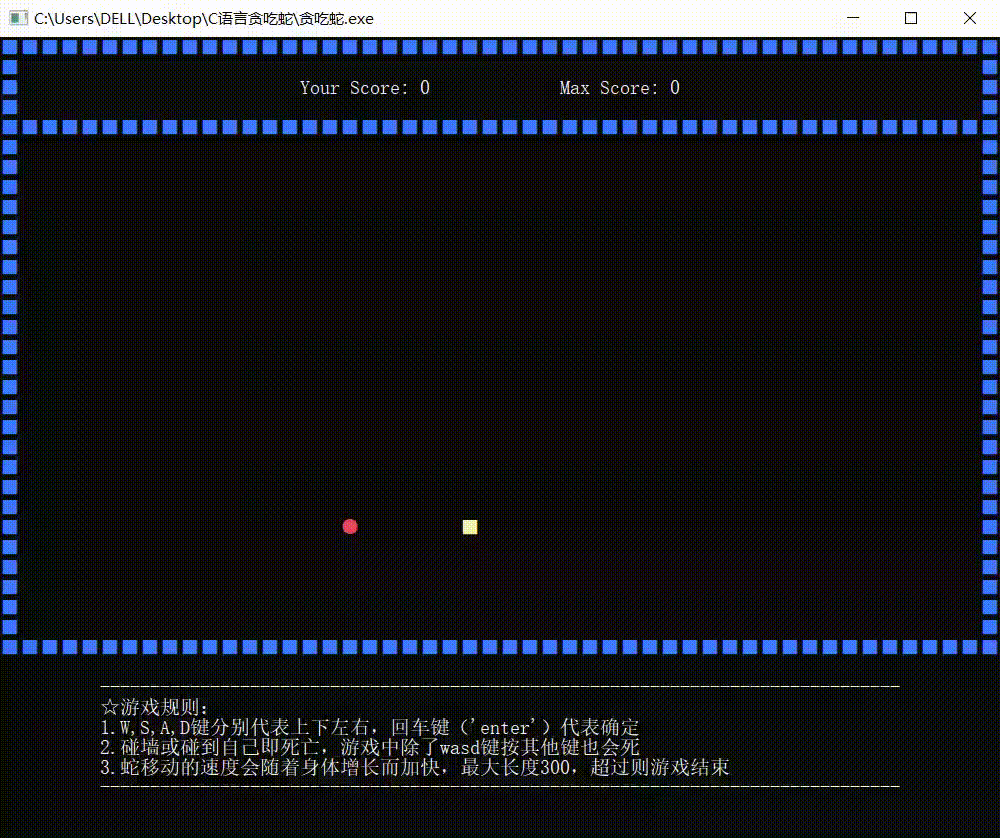 C:\Users\DELL\Desktop\C语言贪吃蛇\贪吃蛇.exe
Your Score: 0 Max Score: 0
--------------------------------------------------------------------------------
☆游戏规则:
1.W,S,A,D键分别代表上下左右，回车键（'enter'）代表确定
2.碰墙或碰到自己即死亡，游戏中除了wasd键按其他键也会死
3.蛇移动的速度会随着身体增长而加快，最大长度300，超过则游戏结束
--------------------------------------------------------------------------------